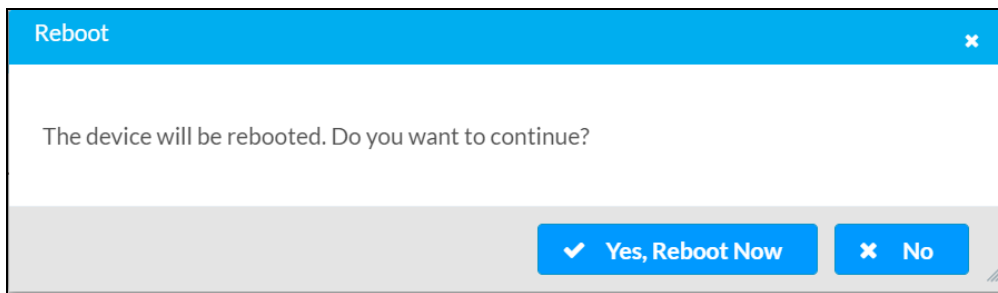 Reboot
The device will be rebooted. Do you want to continue?
Yes, Reboot Now
No